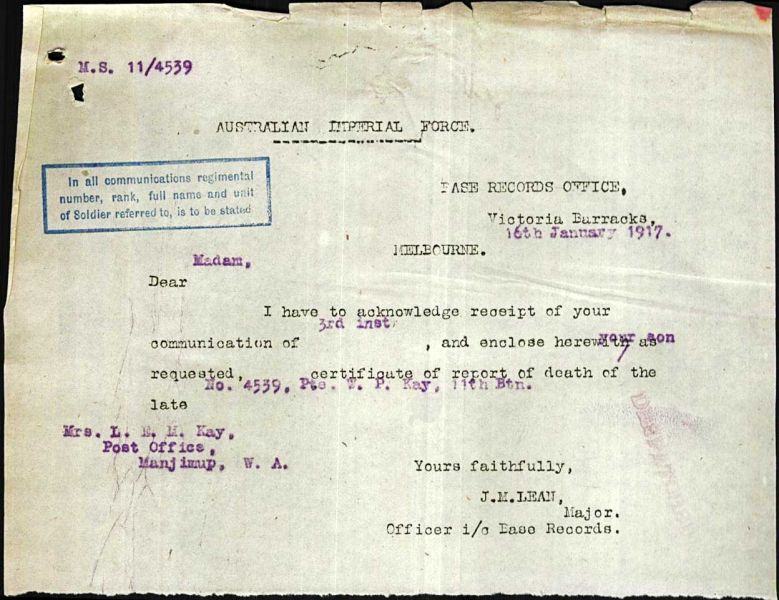 M.S. 11/4539
AUSTRALIAN IMPERIAL FORCE.
In all communications regimental
number, rank, full name and unit
of Soldier referred to, is to be stated
BASE RECORDS OFFICE,
Victoria Barracks,
16th January 1917.
MELBOURNE.
Madam,
Dear
I have to acknowledge receipt of your
3rd inst
communication of , and enclose herewith as
your son
requested, certificate of report of death of the
No. 4539, Pte. W. P. Kay, 11th Btn.
late
Mrs. L. E. M. Kay,
Post Office,
Manjimup, W. A.
Yours faithfully,
J.M.LEAN,
Major.
Officer i/c Base Records.